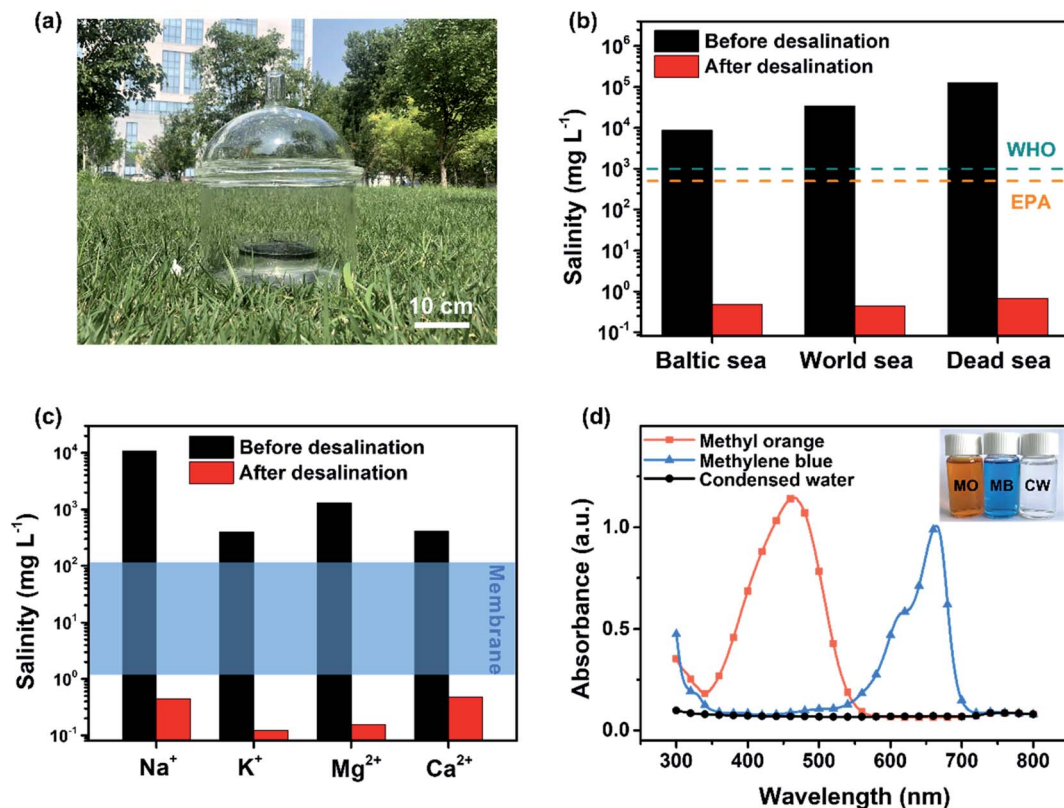 (a)
10 cm
(b)
Salinity (mg L⁻¹)
10⁶
10⁵
10⁴
10³
10²
10¹
10⁰
10⁻¹
Before desalination
After desalination
WHO
EPA
Baltic sea World sea Dead sea
(c)
Salinity (mg L⁻¹)
10⁴
10³
10²
10¹
10⁰
10⁻¹
Before desalination
After desalination
Membrane
Na⁺ K⁺ Mg²⁺ Ca²⁺
(d)
Absorbance (a.u.)
1.0
0.5
0.0
Methyl orange
Methylene blue
Condensed water
MO MB CW
300 400 500 600 700 800
Wavelength (nm)